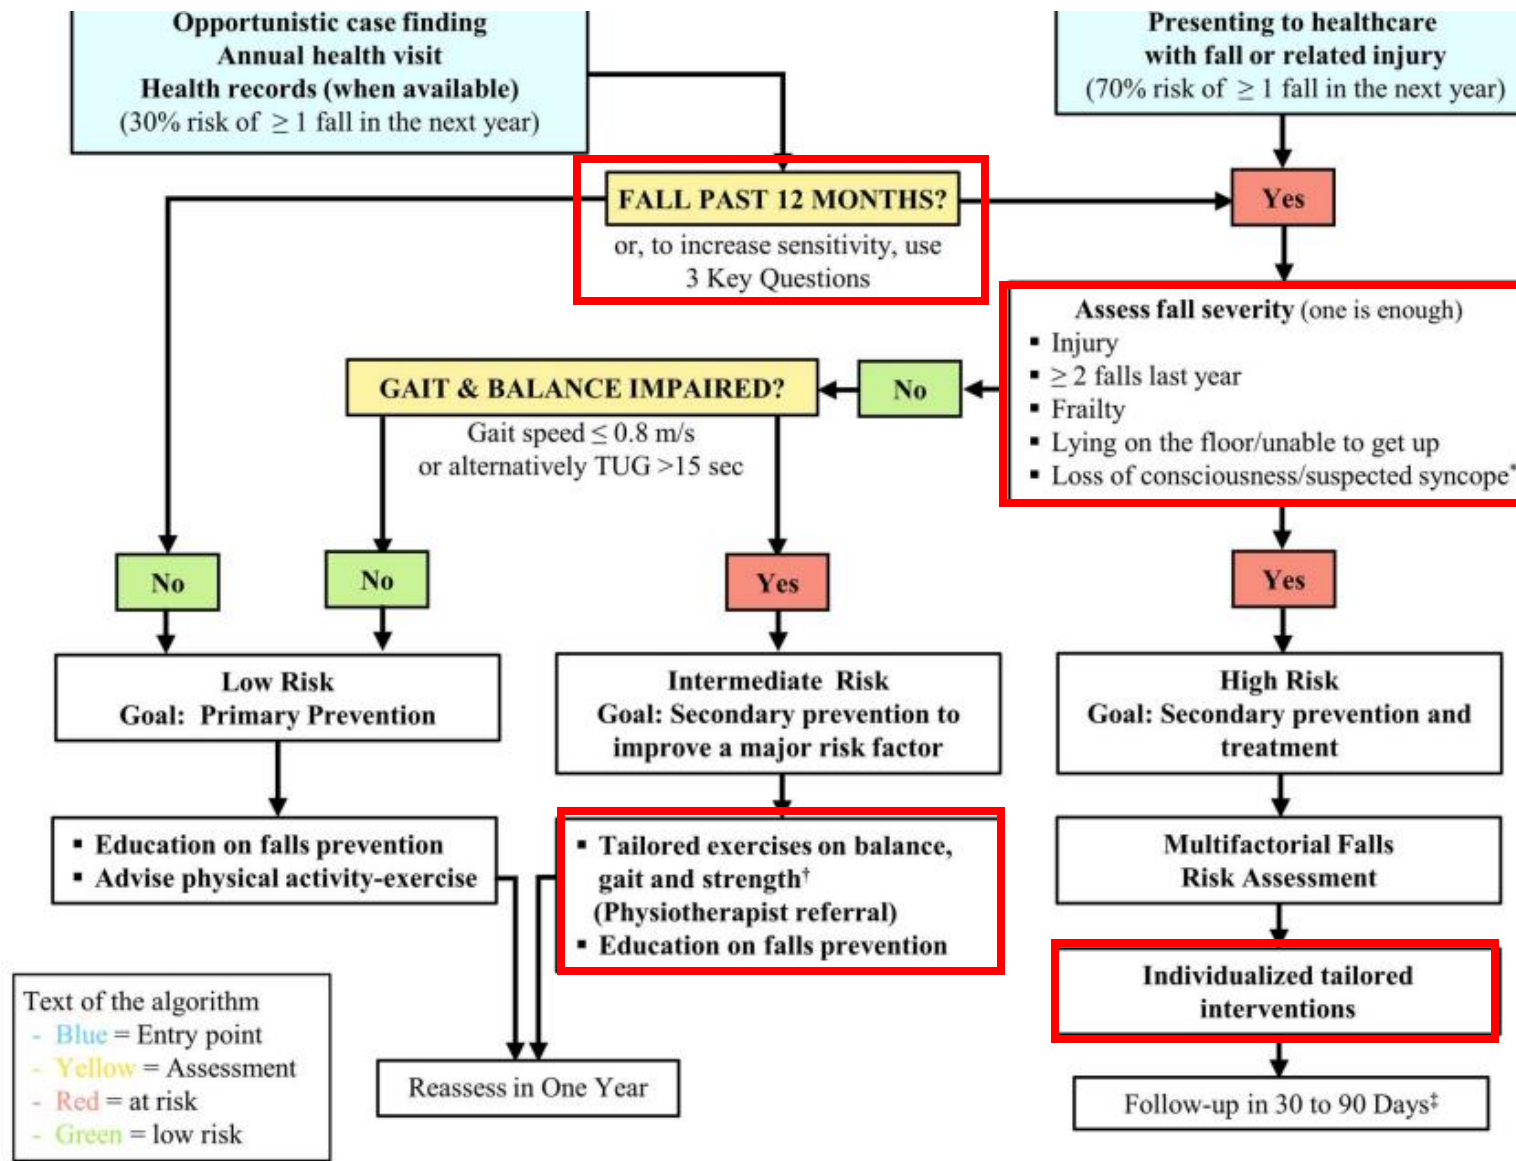 Opportunistic case finding
Annual health visit
Health records (when available)
(30% risk of ≥ 1 fall in the next year)
Presenting to healthcare
with fall or related injury
(70% risk of ≥ 1 fall in the next year)
FALL PAST 12 MONTHS?
or, to increase sensitivity, use
3 Key Questions
Yes
Assess fall severity (one is enough)
▪ Injury
▪ ≥ 2 falls last year
▪ Frailty
▪ Lying on the floor/unable to get up
▪ Loss of consciousness/suspected syncope*
No
GAIT & BALANCE IMPAIRED?
Gait speed ≤ 0.8 m/s
or alternatively TUG >15 sec
No
No
Yes
Yes
Low Risk
Goal: Primary Prevention
Intermediate Risk
Goal: Secondary prevention to
improve a major risk factor
High Risk
Goal: Secondary prevention and
treatment
▪ Education on falls prevention
▪ Advise physical activity-exercise
▪ Tailored exercises on balance,
gait and strength†
(Physiotherapist referral)
▪ Education on falls prevention
Multifactorial Falls
Risk Assessment
Individualized tailored
interventions
Text of the algorithm
- Blue = Entry point
- Yellow = Assessment
- Red = at risk
- Green = low risk
Reassess in One Year
Follow-up in 30 to 90 Days‡